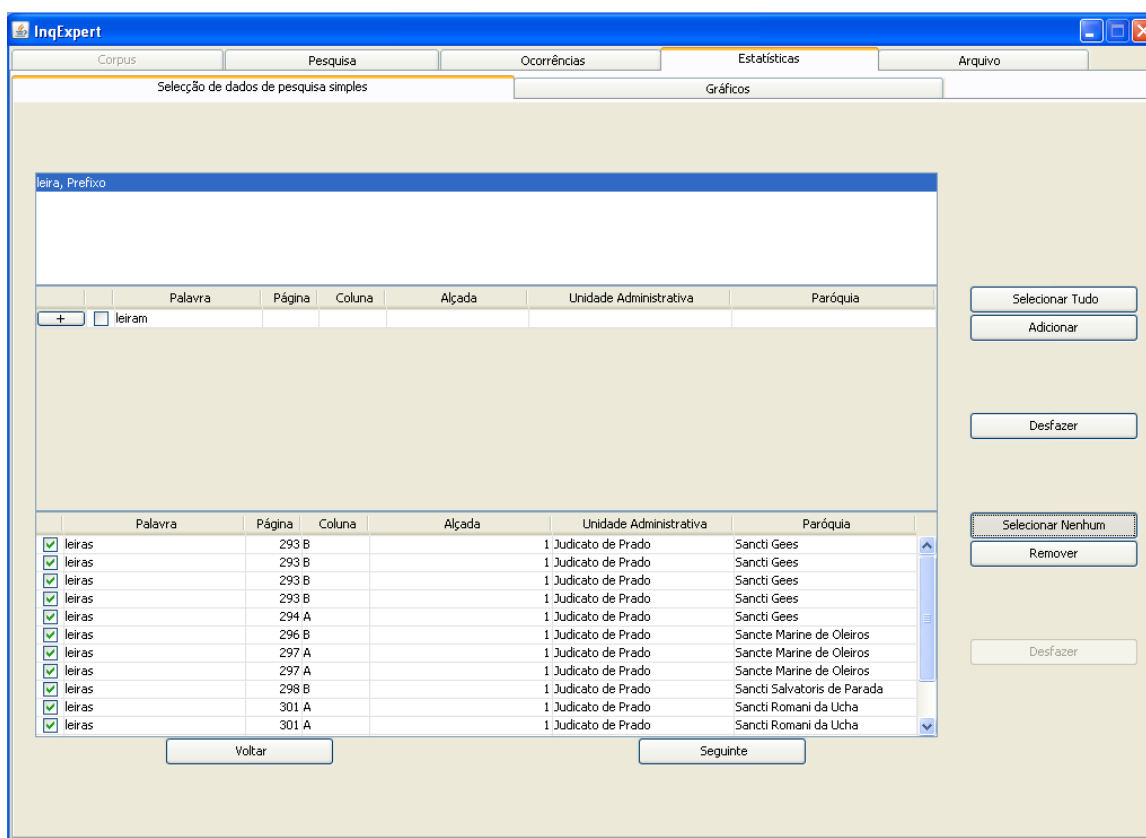 InqExpert
Corpus Pesquisa Ocorrências Estatísticas Arquivo
Selecção de dados de pesquisa simples Gráficos
leira, Prefixo
Palavra Página Coluna Alçada Unidade Administrativa Paróquia
+ leiram
Selecionar Tudo
Adicionar
Desfazer
Palavra Página Coluna Alçada Unidade Administrativa Paróquia
leiras 293 B 1 Judicato de Prado Sancti Gees
leiras 293 B 1 Judicato de Prado Sancti Gees
leiras 293 B 1 Judicato de Prado Sancti Gees
leiras 293 B 1 Judicato de Prado Sancti Gees
leiras 294 A 1 Judicato de Prado Sancti Gees
leiras 296 B 1 Judicato de Prado Sancte Marine de Oleiros
leiras 297 A 1 Judicato de Prado Sancte Marine de Oleiros
leiras 297 A 1 Judicato de Prado Sancte Marine de Oleiros
leiras 298 B 1 Judicato de Prado Sancti Salvatoris de Parada
leiras 301 A 1 Judicato de Prado Sancti Romani da Ucha
leiras 301 A 1 Judicato de Prado Sancti Romani da Ucha
Selecionar Nenhum
Remover
Desfazer
Voltar Seguinte